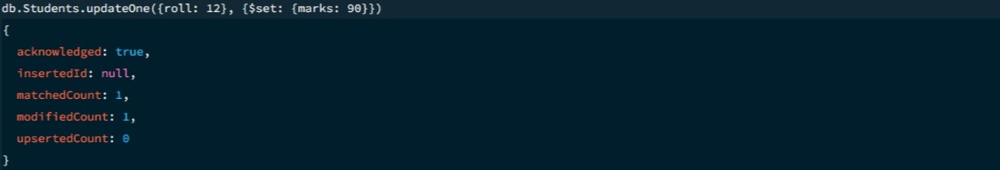 db.Students.updateOne({roll: 12}, {$set: {marks: 90}})
{
  acknowledged: true,
  insertedId: null,
  matchedCount: 1,
  modifiedCount: 1,
  upsertedCount: 0
}